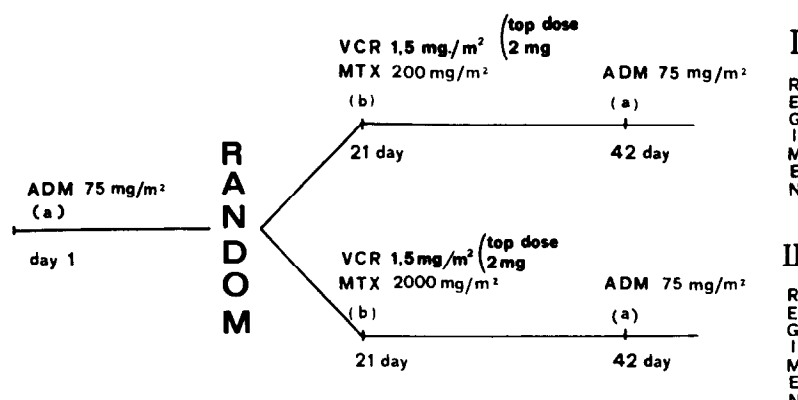 VCR 1,5 mg./m² (top dose
2 mg
MTX 200 mg/m²
(b)
21 day
ADM 75 mg/m²
(a)
42 day
I
R
E
G
I
M
E
N
ADM 75 mg/m²
(a)
day 1
R
A
N
D
O
M
VCR 1,5mg/m² (top dose
2mg
MTX 2000 mg/m²
(b)
21 day
ADM 75 mg/m²
(a)
42 day
II
R
E
G
I
M
E
N